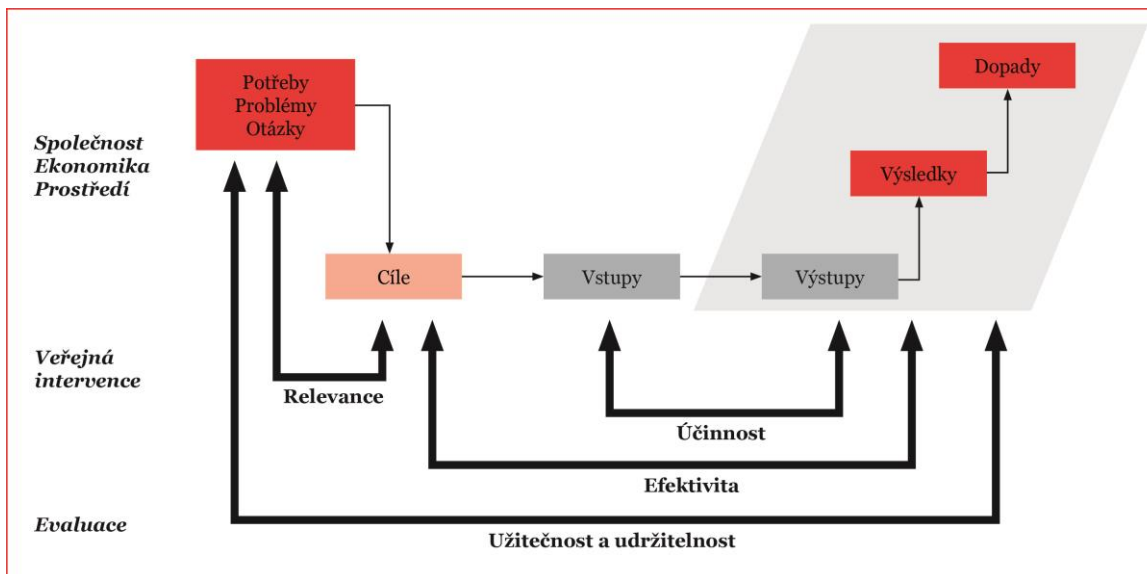 Potřeby
Problémy
Otázky
Dopady
Společnost
Ekonomika
Prostředí
Výsledky
Cíle
Vstupy
Výstupy
Veřejná
intervence
Relevance
Účinnost
Efektivita
Evaluace
Užitečnost a udržitelnost